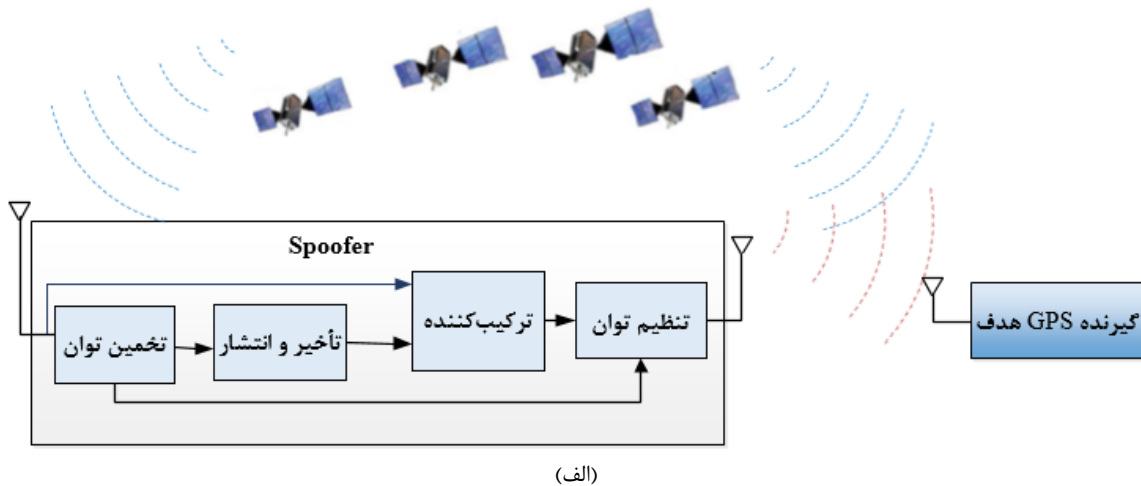 Spoofer
تخمین توان
تأخیر و انتشار
ترکیب‌کننده
تنظیم توان
گیرنده GPS هدف
(الف)